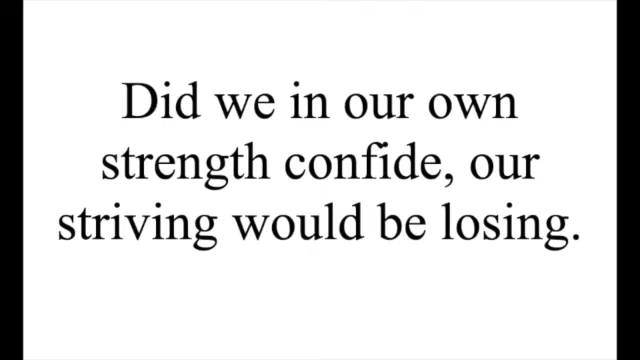 Did we in our own
strength confide, our
striving would be losing.